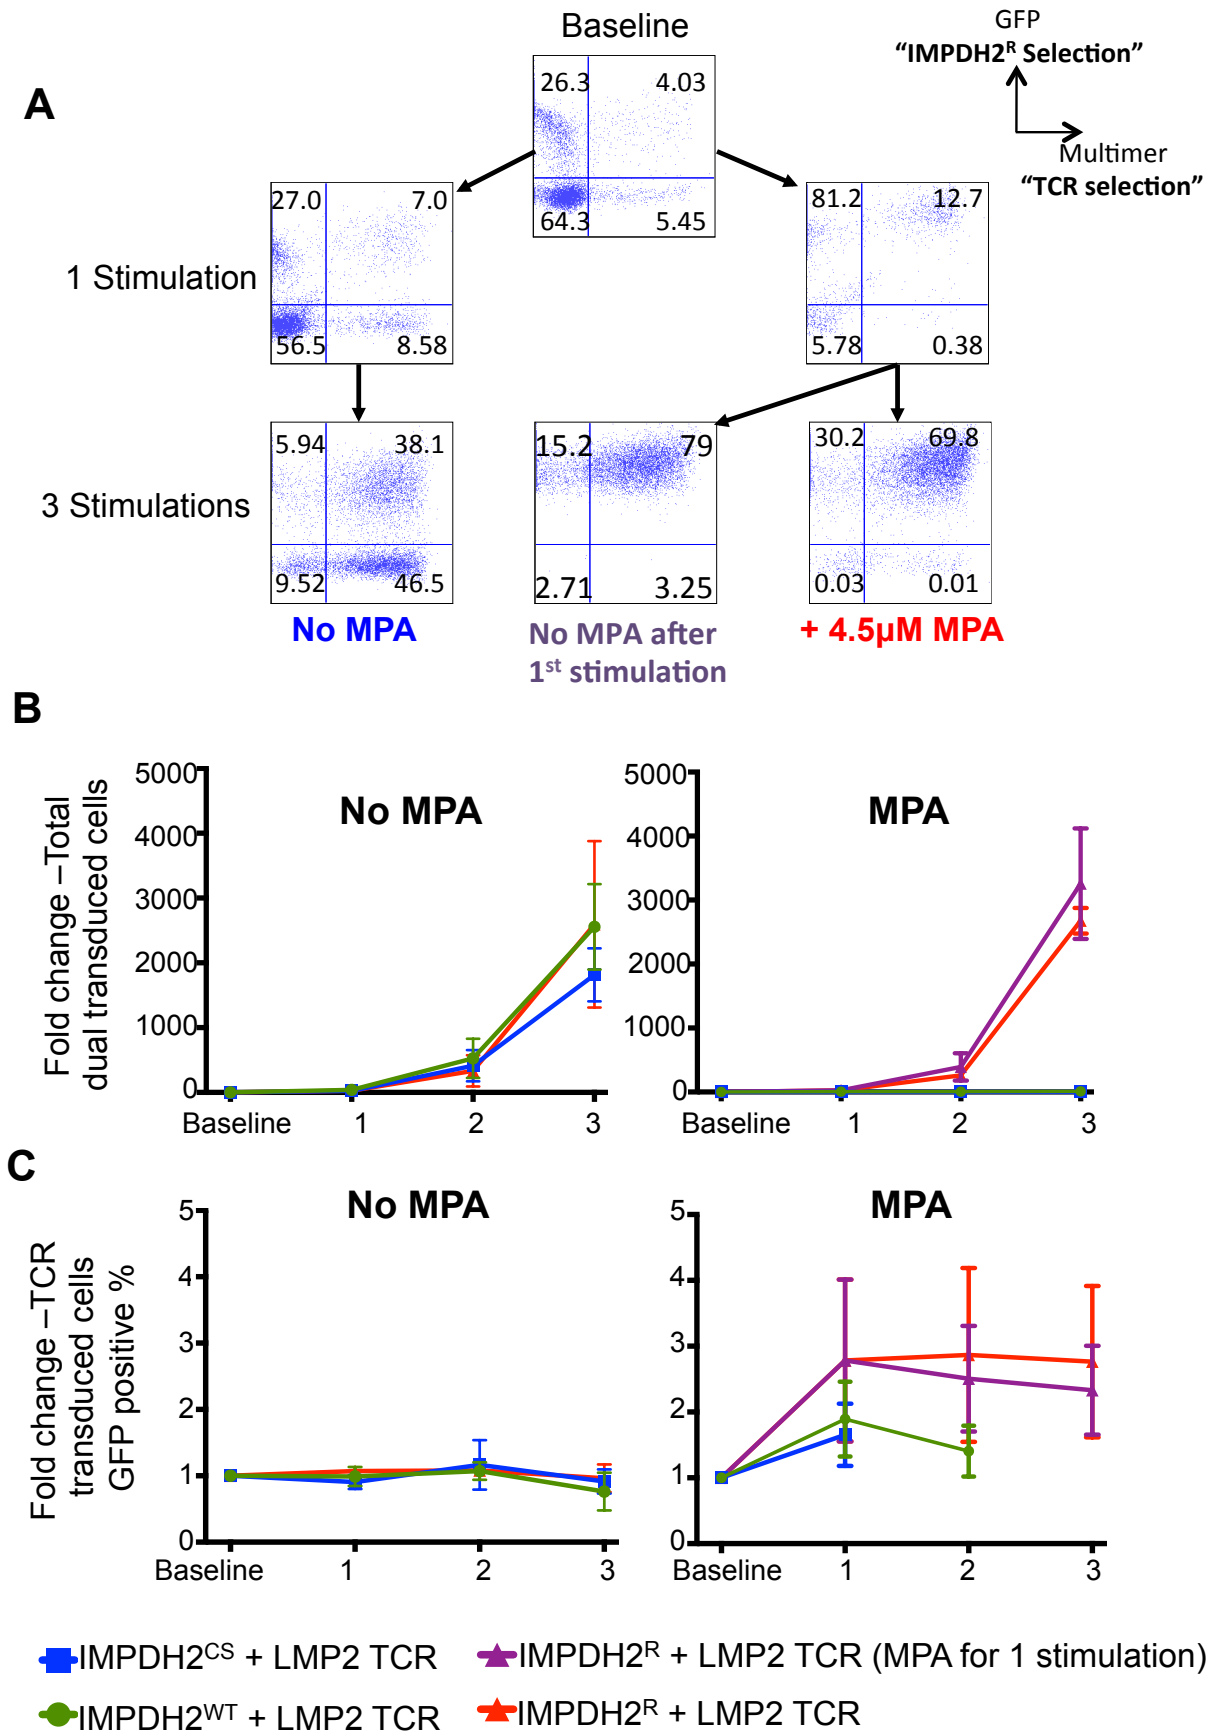 Baseline
GFP
"IMPDH2ᴿ Selection"
Multimer
"TCR selection"
A
26.3 4.03
64.3 5.45
1 Stimulation
27.0 7.0
56.5 8.58
81.2 12.7
5.78 0.38
3 Stimulations
5.94 38.1
9.52 46.5
15.2 79
2.71 3.25
30.2 69.8
0.03 0.01
No MPA
No MPA after
1ˢᵗ stimulation
+ 4.5µM MPA
B
Fold change –Total
dual transduced cells
No MPA
5000
4000
3000
2000
1000
0
Baseline 1 2 3
MPA
5000
4000
3000
2000
1000
0
Baseline 1 2 3
C
Fold change –TCR
transduced cells
GFP positive %
No MPA
5
4
3
2
1
0
Baseline 1 2 3
MPA
5
4
3
2
1
0
Baseline 1 2 3
IMPDH2ᶜˢ + LMP2 TCR
IMPDH2ᴿ + LMP2 TCR (MPA for 1 stimulation)
IMPDH2ᵂᵀ + LMP2 TCR
IMPDH2ᴿ + LMP2 TCR